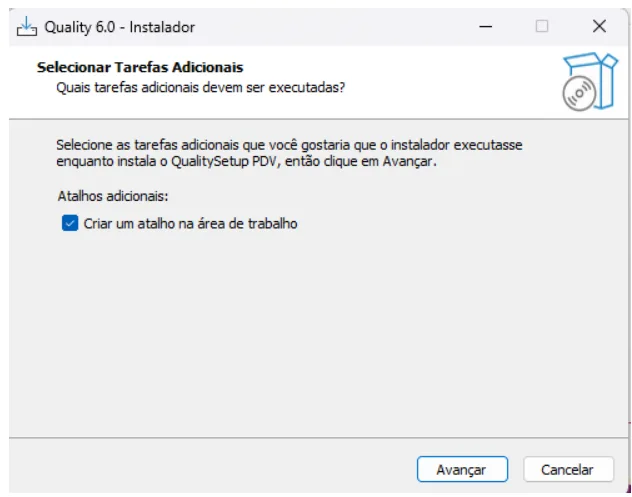 Quality 6.0 - Instalador
Selecionar Tarefas Adicionais
Quais tarefas adicionais devem ser executadas?
Selecione as tarefas adicionais que você gostaria que o instalador executasse
enquanto instala o QualitySetup PDV, então clique em Avançar.
Atalhos adicionais:
Criar um atalho na área de trabalho
Avançar
Cancelar